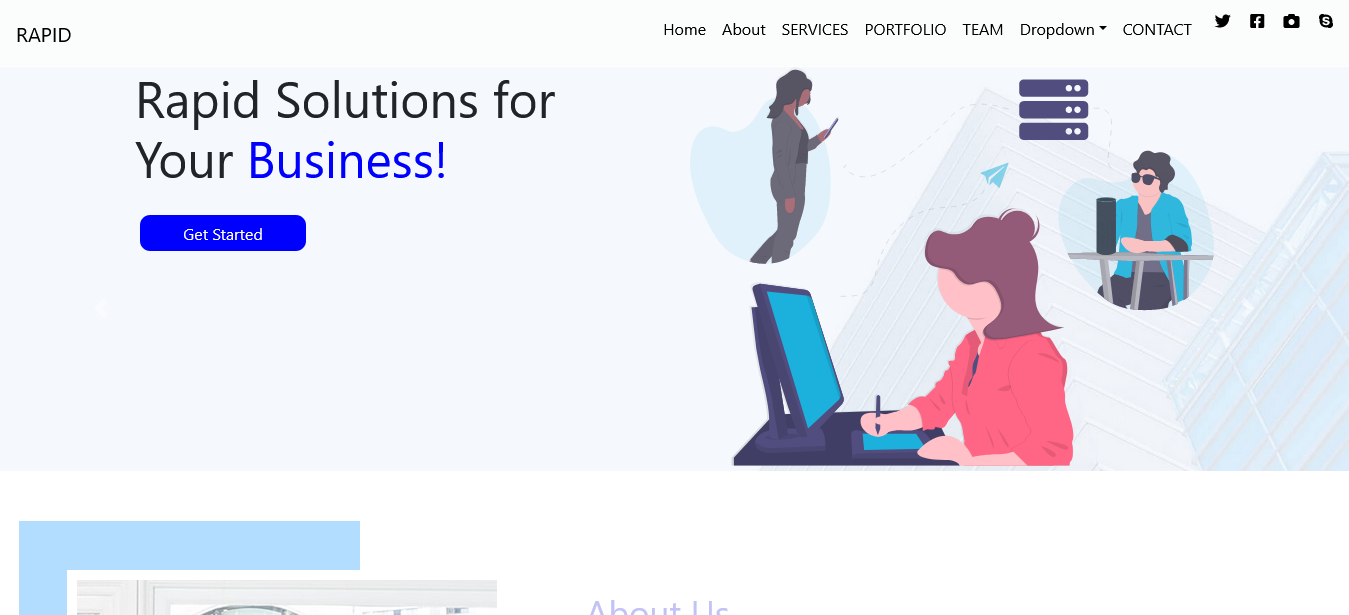 RAPID
Home About SERVICES PORTFOLIO TEAM Dropdown CONTACT
Rapid Solutions for
Your Business!
Get Started
About Us